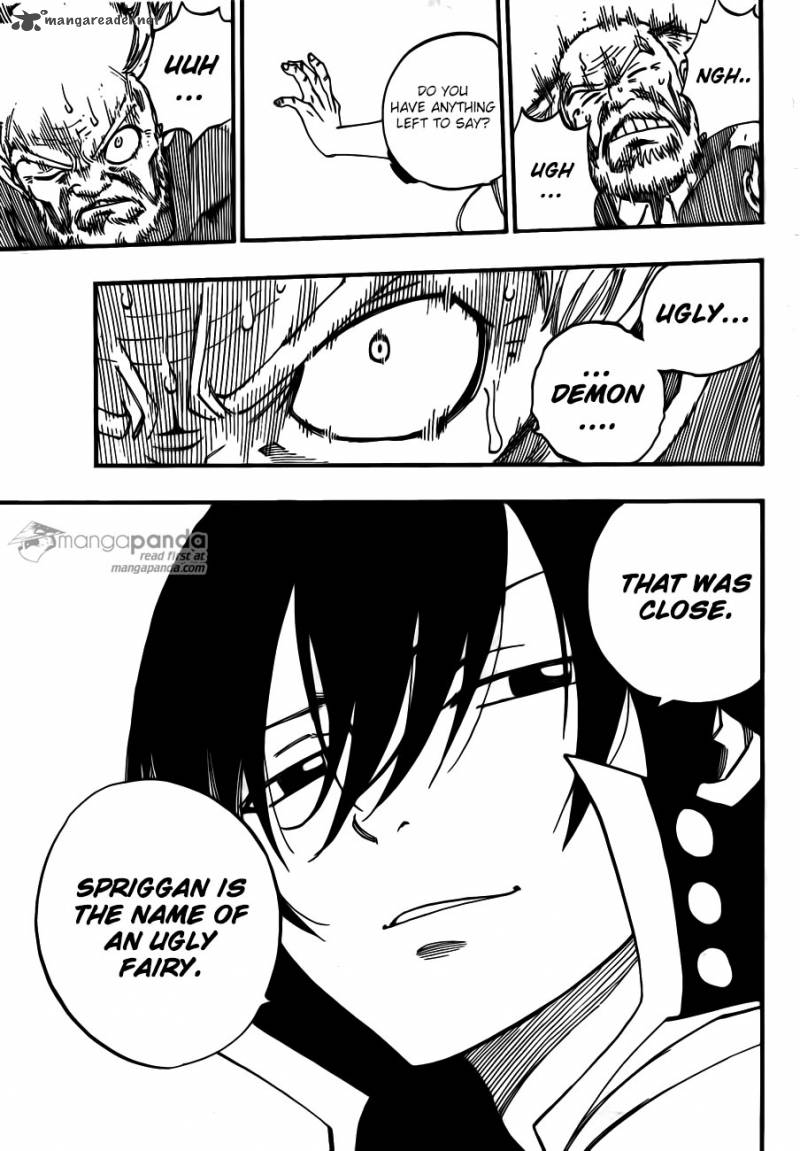 mangareader.net
NGH..
UGH
...
DO YOU
HAVE ANYTHING
LEFT TO SAY?
UUH
...
UGLY...
...
DEMON
....
THAT WAS
CLOSE.
mangapanda
read first at
mangapanda.com
SPRIGGAN IS
THE NAME OF
AN UGLY
FAIRY.